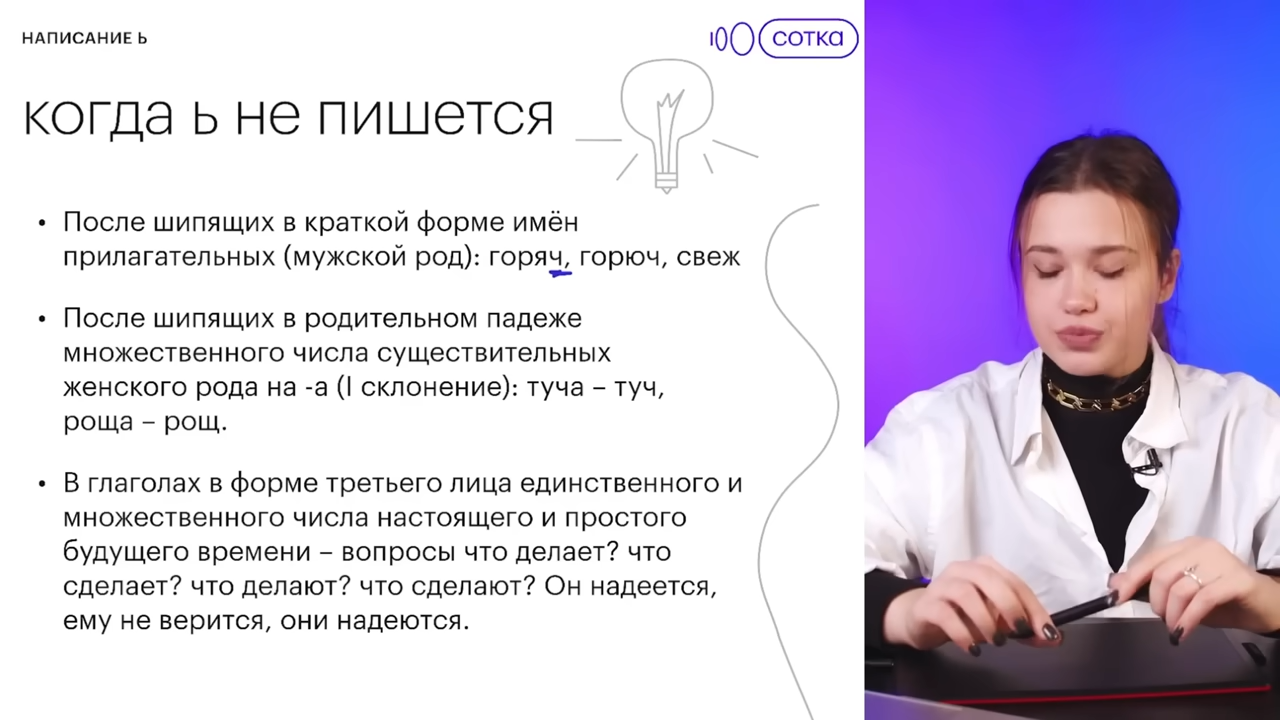 НАПИСАНИЕ Ь
100 сотка
когда ь не пишется
• После шипящих в краткой форме имён
прилагательных (мужской род): горяч, горюч, свеж
• После шипящих в родительном падеже
множественного числа существительных
женского рода на -а (I склонение): туча – туч,
роща – рощ.
• В глаголах в форме третьего лица единственного и
множественного числа настоящего и простого
будущего времени – вопросы что делает? что
сделает? что делают? что сделают? Он надеется,
ему не верится, они надеются.